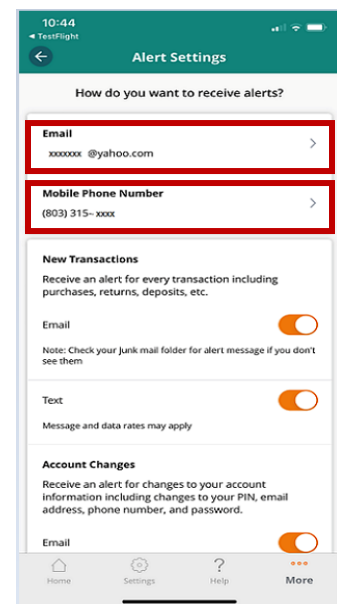 10:44
◄ TestFlight
Alert Settings
How do you want to receive alerts?
Email
xxxxxxx @yahoo.com
Mobile Phone Number
(803) 315- xxxx
New Transactions
Receive an alert for every transaction including
purchases, returns, deposits, etc.
Email
Note: Check your Junk mail folder for alert message if you don't
see them
Text
Message and data rates may apply
Account Changes
Receive an alert for changes to your account
information including changes to your PIN, email
address, phone number, and password.
Email
Home Settings Help More